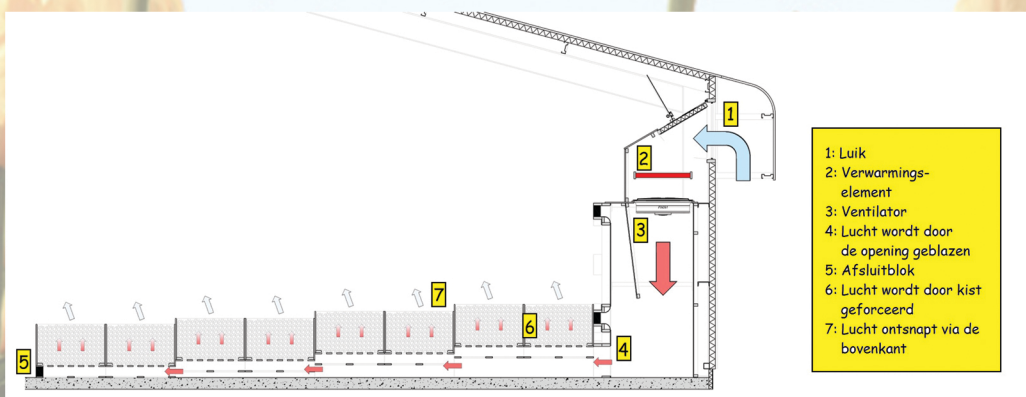 1
2
3
7
6
4
5
1: Luik
2: Verwarmings-
element
3: Ventilator
4: Lucht wordt door
de opening geblazen
5: Afsluitblok
6: Lucht wordt door kist
geforceerd
7: Lucht ontsnapt via de
bovenkant